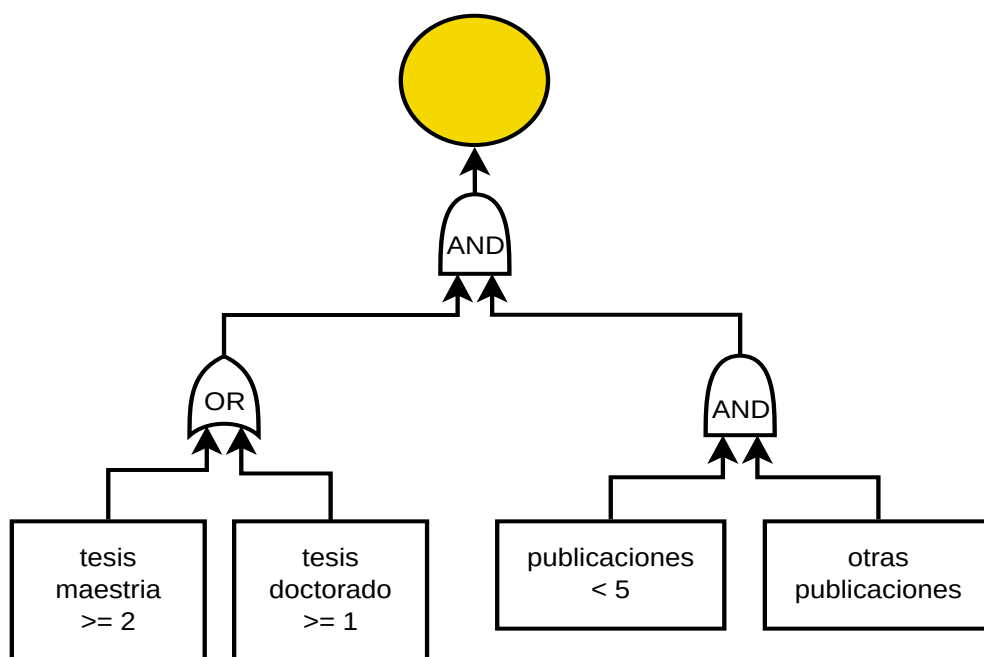 AND
OR
AND
tesis
maestria
>= 2
tesis
doctorado
>= 1
publicaciones
< 5
otras
publicaciones